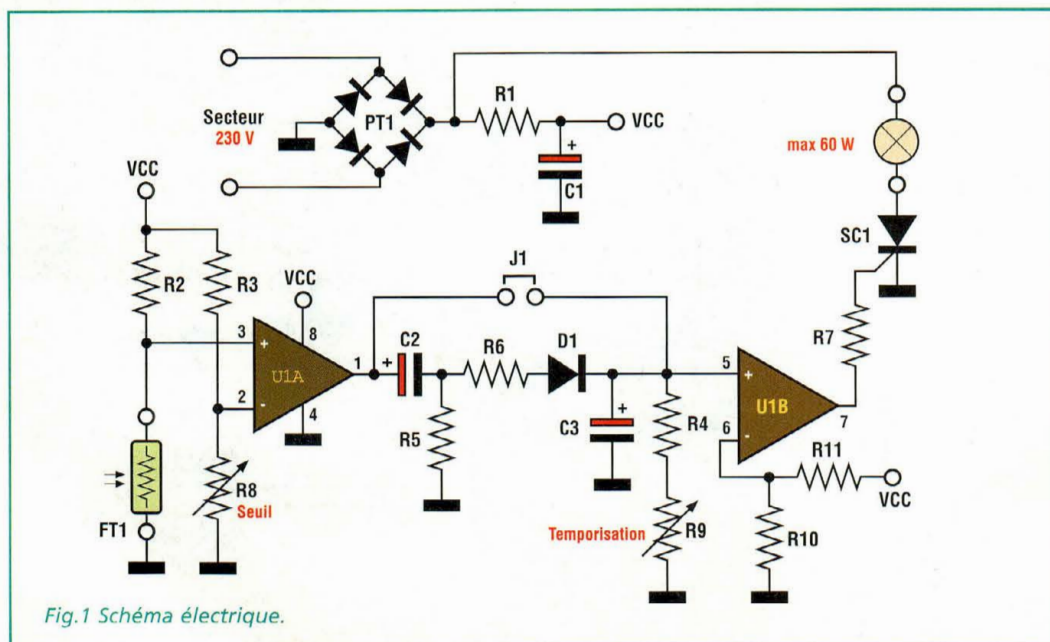 Secteur
230 V
PT1
R1
VCC
+
C1
max 60 W
SC1
VCC
R2
R3
VCC
J1
R7
3
+
8
U1A
1
2
-
4
+
C2
R6
D1
R5
+
C3
R4
5
+
U1B
7
6
-
R11
VCC
R10
FT1
R8
Seuil
Temporisation
R9
Fig.1 Schéma électrique.